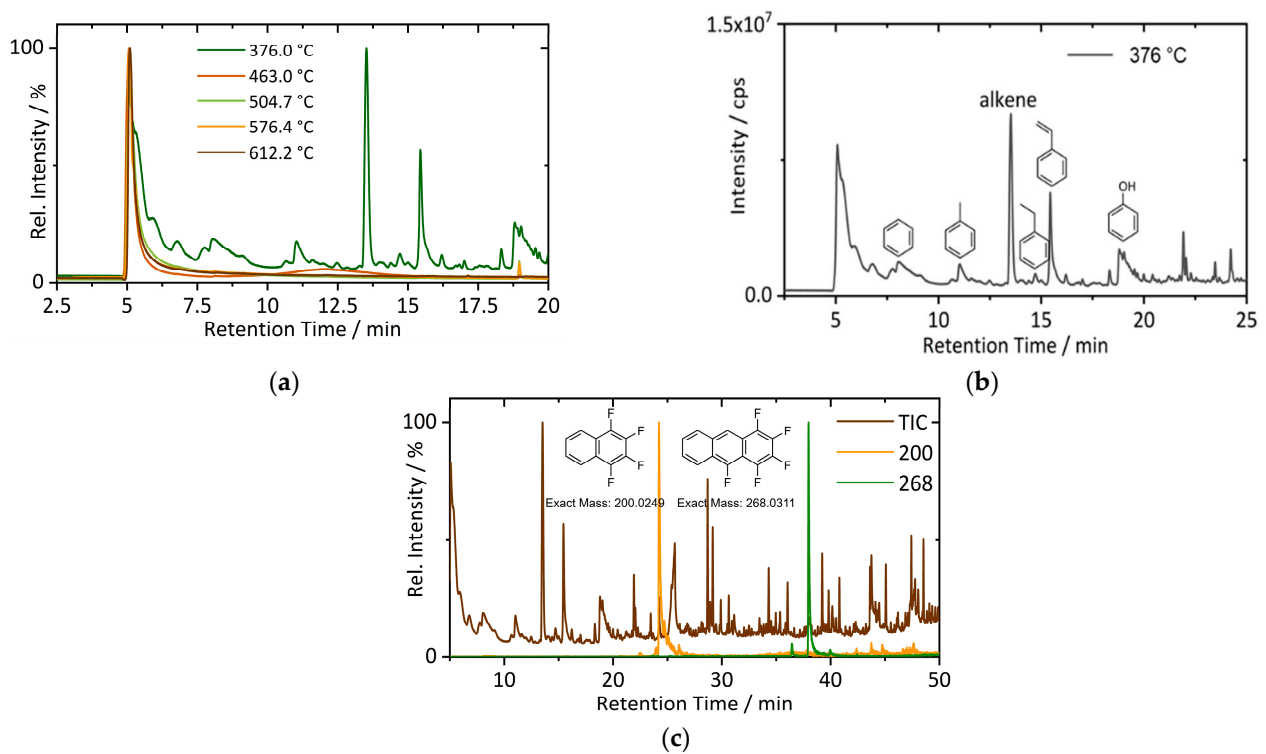 100
0
Rel. Intensity / %
376.0 °C
463.0 °C
504.7 °C
576.4 °C
612.2 °C
2.5 5 7.5 10 12.5 15 17.5 20
Retention Time / min
(a)
1.5x10⁷
0.0
Intensity / cps
376 °C
alkene
OH
5 10 15 20 25
Retention Time / min
(b)
100
0
Rel. Intensity / %
F
F
F
F
Exact Mass: 200.0249
F
F
F
F
F
Exact Mass: 268.0311
TIC
200
268
10 20 30 40 50
Retention Time / min
(c)